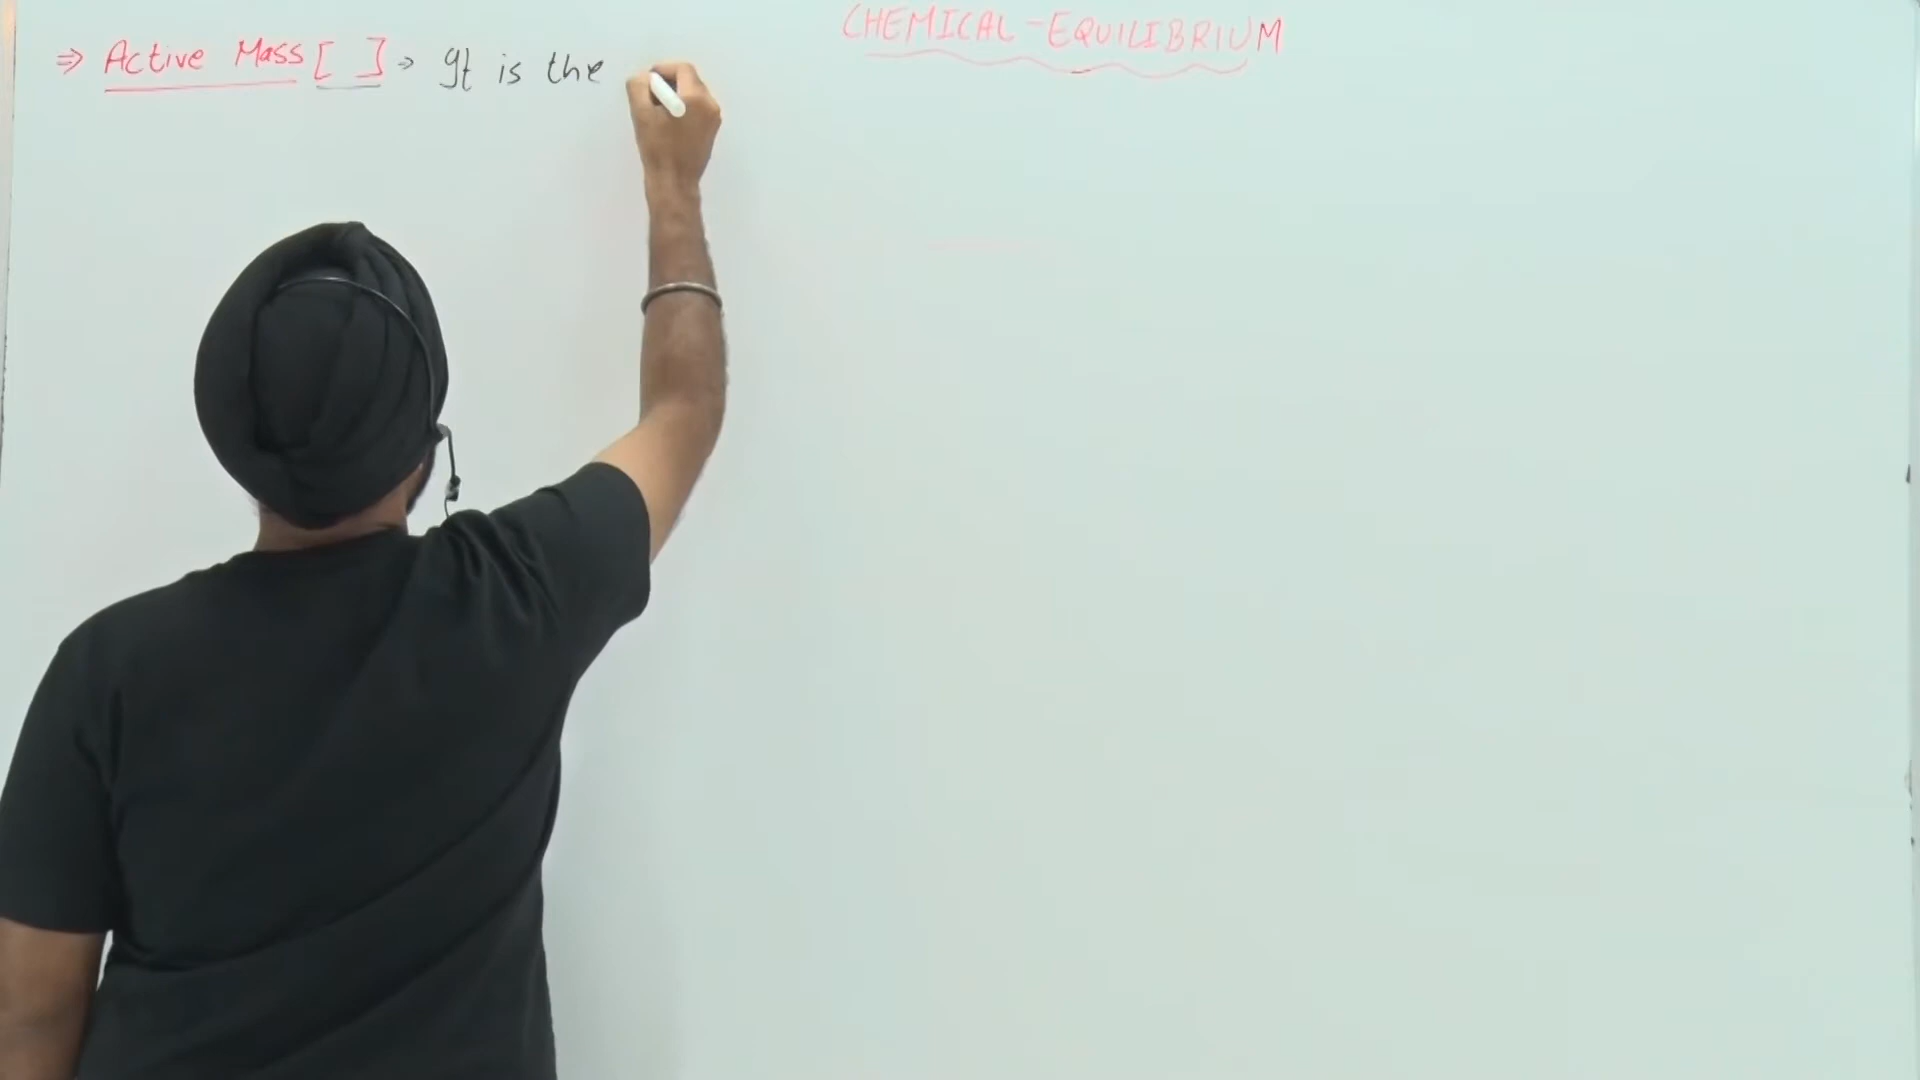 CHEMICAL-EQUILIBRIUM
⇒ Active Mass [ ] → It is the